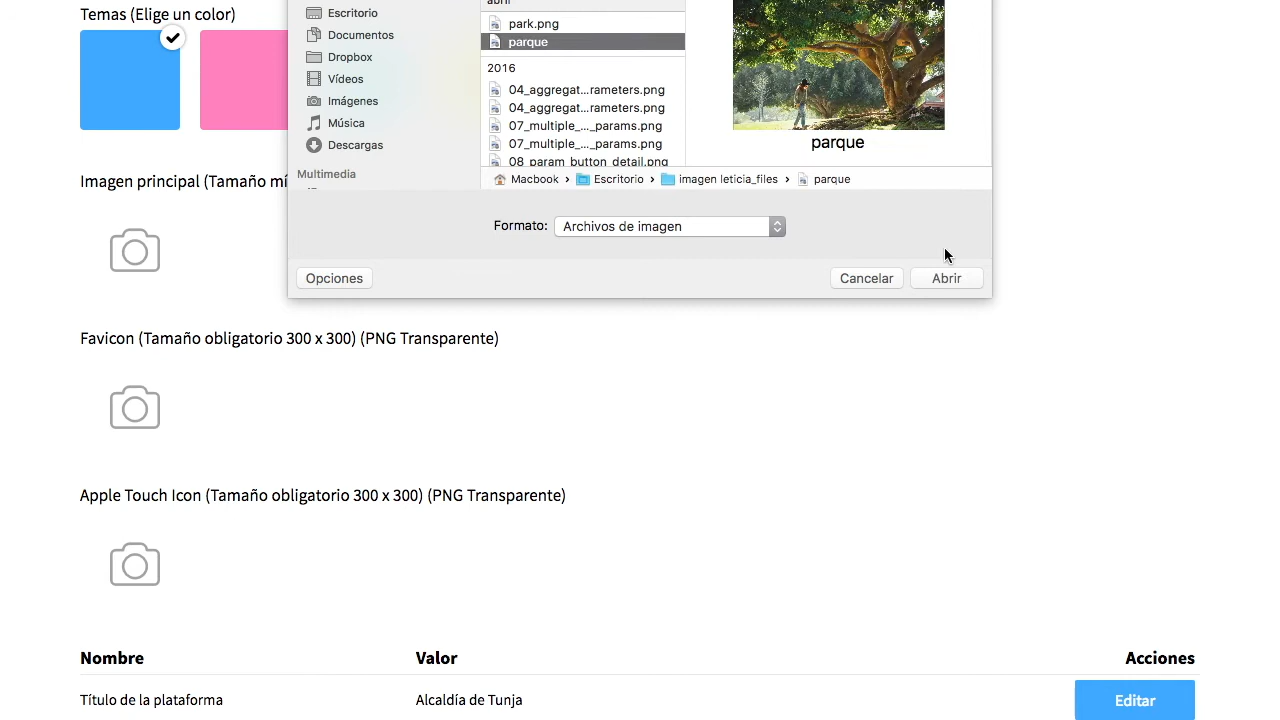 Temas (Elige un color)
Escritorio
Documentos
Dropbox
Vídeos
Imágenes
Música
Descargas
Multimedia
abril
park.png
parque
2016
04_aggregat...rameters.png
04_aggregat...rameters.png
07_multiple_..._params.png
07_multiple_..._params.png
08_param_button_detail.png
parque
Macbook › Escritorio › imagen leticia_files › parque
Formato: Archivos de imagen
Opciones
Cancelar
Abrir
Imagen principal (Tamaño mí
Favicon (Tamaño obligatorio 300 x 300) (PNG Transparente)
Apple Touch Icon (Tamaño obligatorio 300 x 300) (PNG Transparente)
Nombre Valor Acciones
Título de la plataforma Alcaldía de Tunja Editar